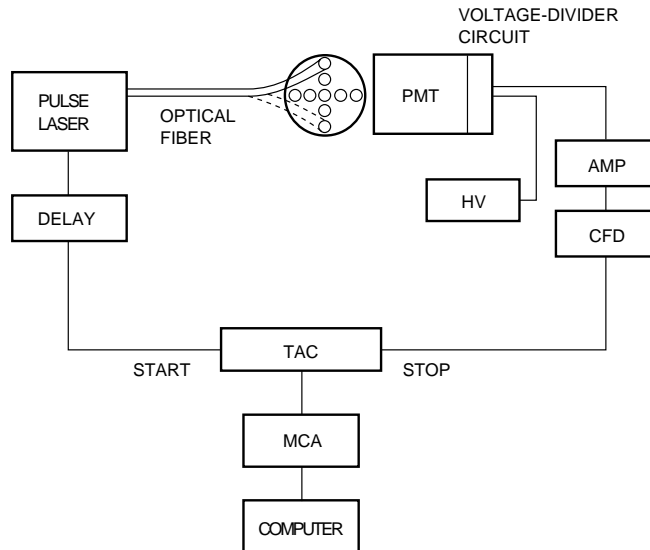 VOLTAGE-DIVIDER
CIRCUIT
PULSE
LASER
OPTICAL
FIBER
PMT
AMP
HV
DELAY
CFD
TAC
START
STOP
MCA
COMPUTER